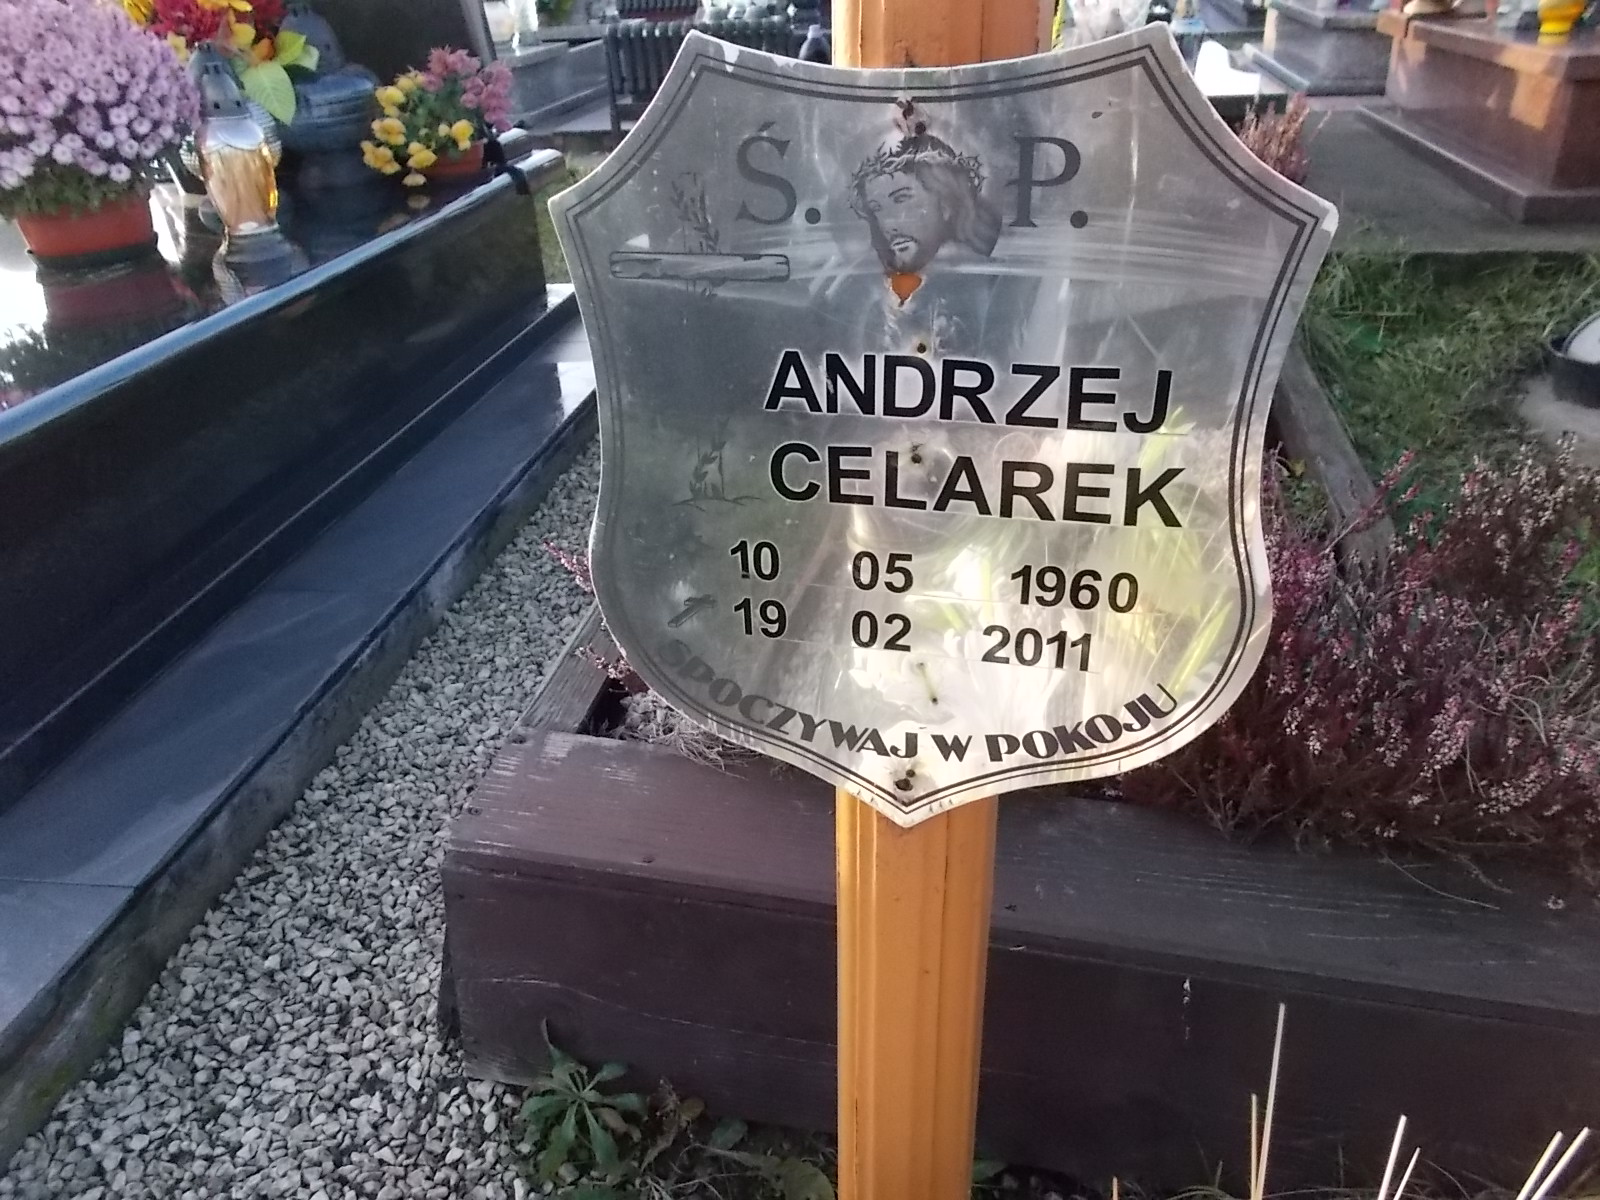 Ś. P.
ANDRZEJ
CELAREK
10 05 1960
19 02 2011
SPOCZYWAJ W POKOJU